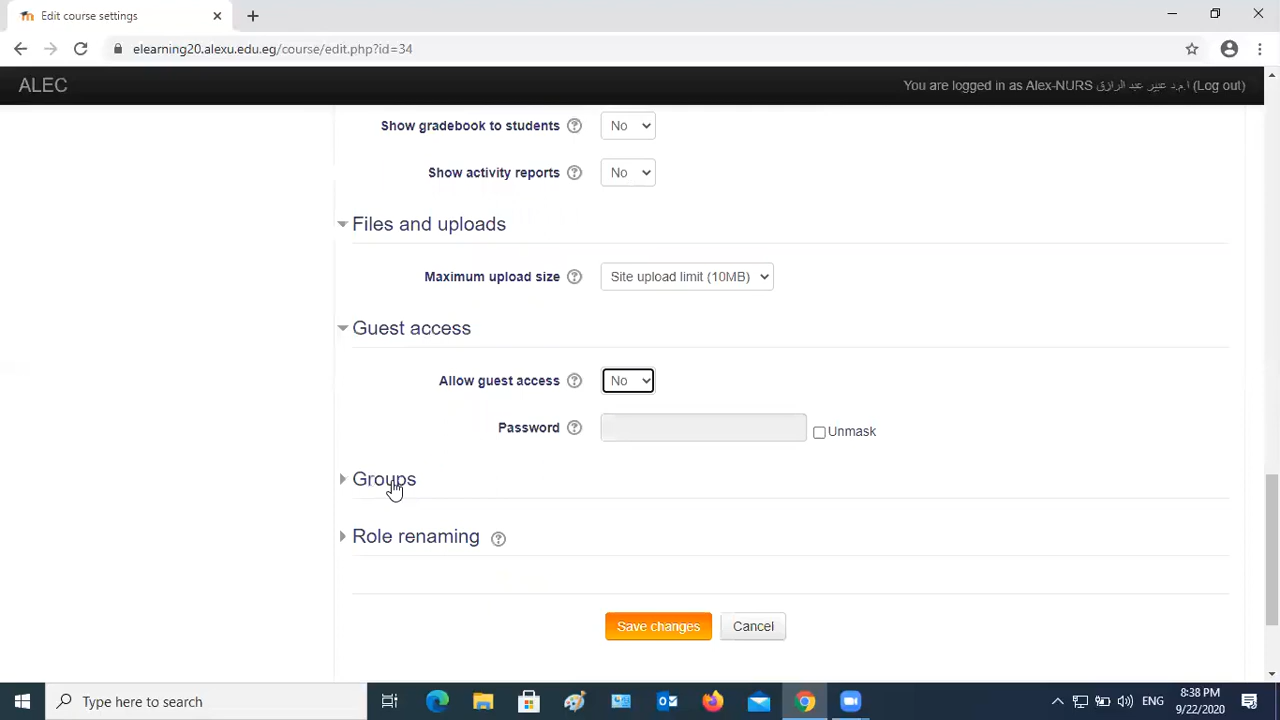 Edit course settings
elearning20.alexu.edu.eg/course/edit.php?id=34
ALEC
You are logged in as Alex-NURS ا.م.د عبير عبد الرازق (Log out)
Show gradebook to students
No
Show activity reports
No
Files and uploads
Maximum upload size
Site upload limit (10MB)
Guest access
Allow guest access
No
Password
Unmask
Groups
Role renaming
Save changes
Cancel
Type here to search
ENG
8:38 PM
9/22/2020